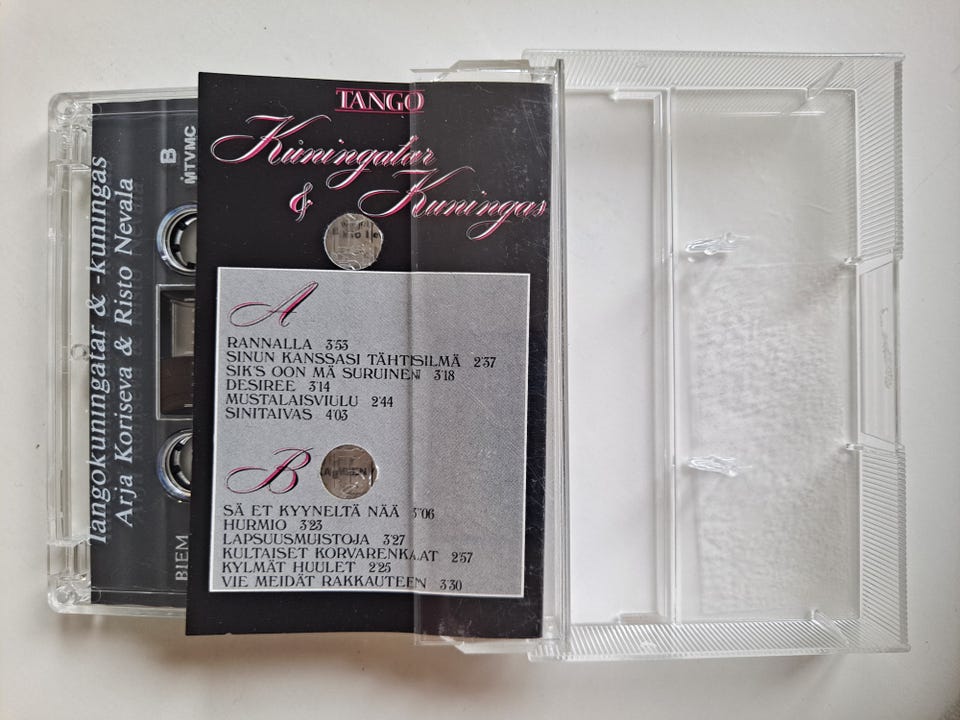 Tangokuningatar & -kuningas
Arja Koriseva & Risto Nevala
B
MTVMC
BIEM
TANGO
Kuningatar
&
Kuningas
A
RANNALLA 3'53
SINUN KANSSASI TÄHTISILMÄ 2'37
SIK'S OON MÄ SURUINEN 3'18
DESIREE 3'14
MUSTALAISVIULU 2'44
SINITAIVAS 4'03
B
SÄ ET KYYNELTÄ NÄÄ 3'06
HURMIO 3'23
LAPSUUSMUISTOJA 3'27
KULTAISET KORVARENKAAT 2'57
KYLMÄT HUULET 2'25
VIE MEIDÄT RAKKAUTEEN 3'30